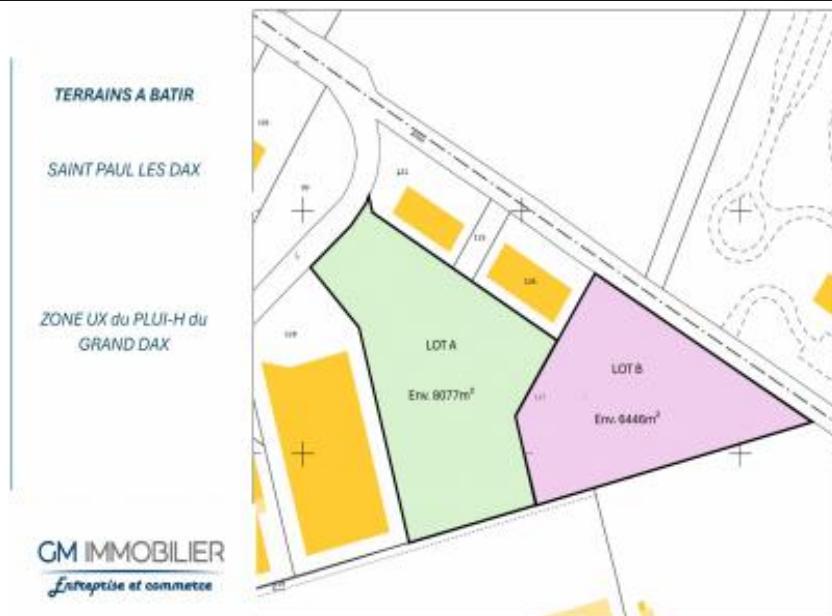 TERRAINS A BATIR
SAINT PAUL LES DAX
ZONE UX du PLUI-H du
GRAND DAX
GM IMMOBILIER
Entreprise et commerce
LOT A
Env. 8077m²
LOT B
Env. 6446m²